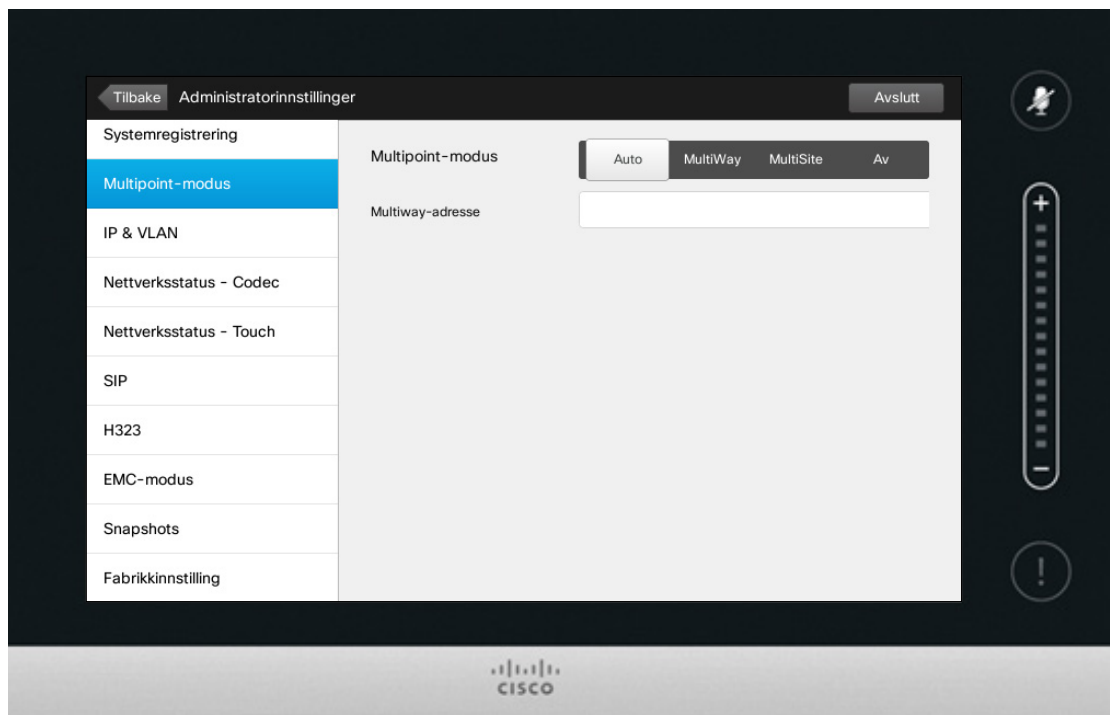 Tilbake Administratorinnstillinger Avslutt
Systemregistrering
Multipoint-modus
IP & VLAN
Nettverksstatus - Codec
Nettverksstatus - Touch
SIP
H323
EMC-modus
Snapshots
Fabrikkinnstilling
Multipoint-modus Auto MultiWay MultiSite Av
Multiway-adresse
+
−
!
CISCO